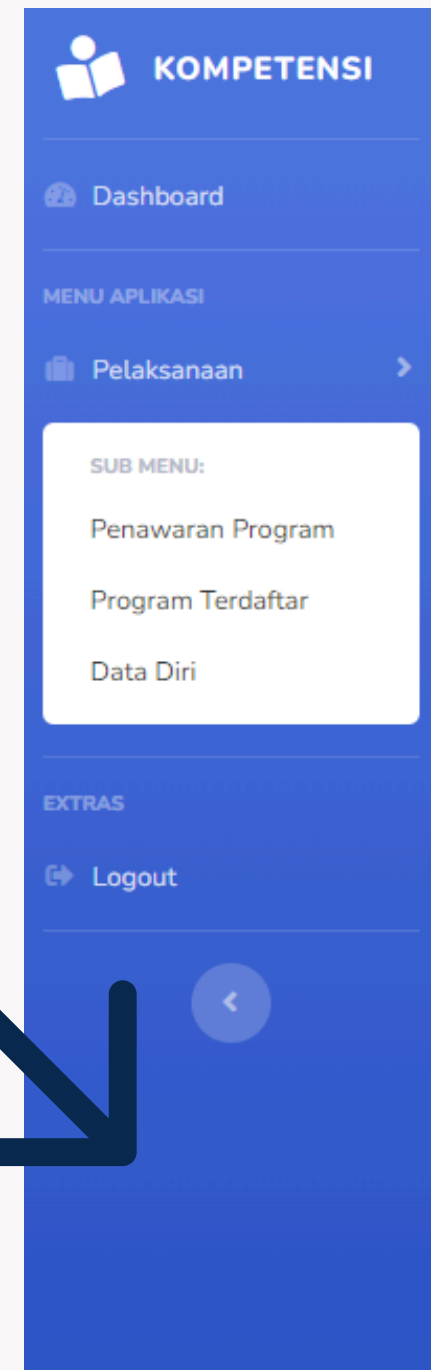 KOMPETENSI
Dashboard
MENU APLIKASI
Pelaksanaan
SUB MENU:
Penawaran Program
Program Terdaftar
Data Diri
EXTRAS
Logout